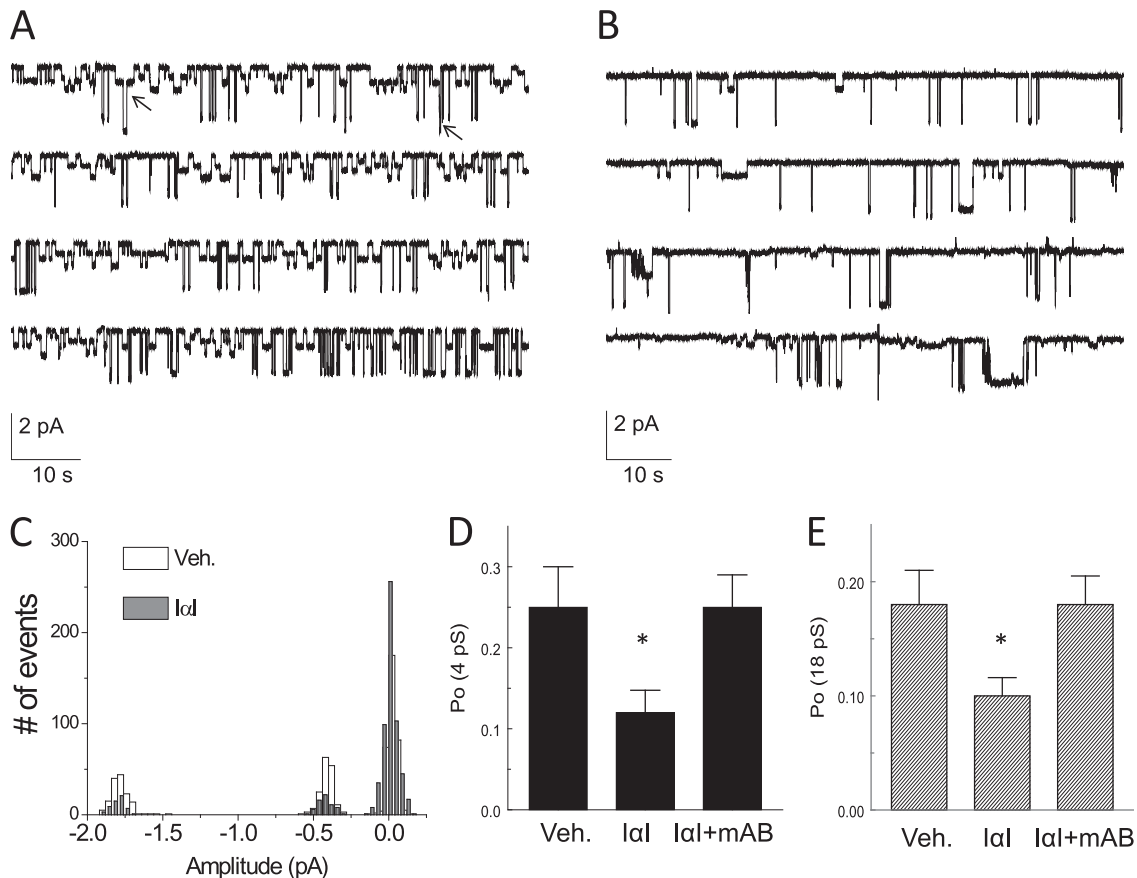 A
B
2 pA
10 s
2 pA
10 s
C
300
200
100
0
# of events
Veh.
IαI
-2.0
-1.5
-1.0
-0.5
0.0
Amplitude (pA)
D
0.3
0.2
0.1
0.0
Po (4 pS)
*
Veh.
IαI
IαI+mAB
E
0.20
0.10
0.00
Po (18 pS)
*
Veh.
IαI
IαI+mAB